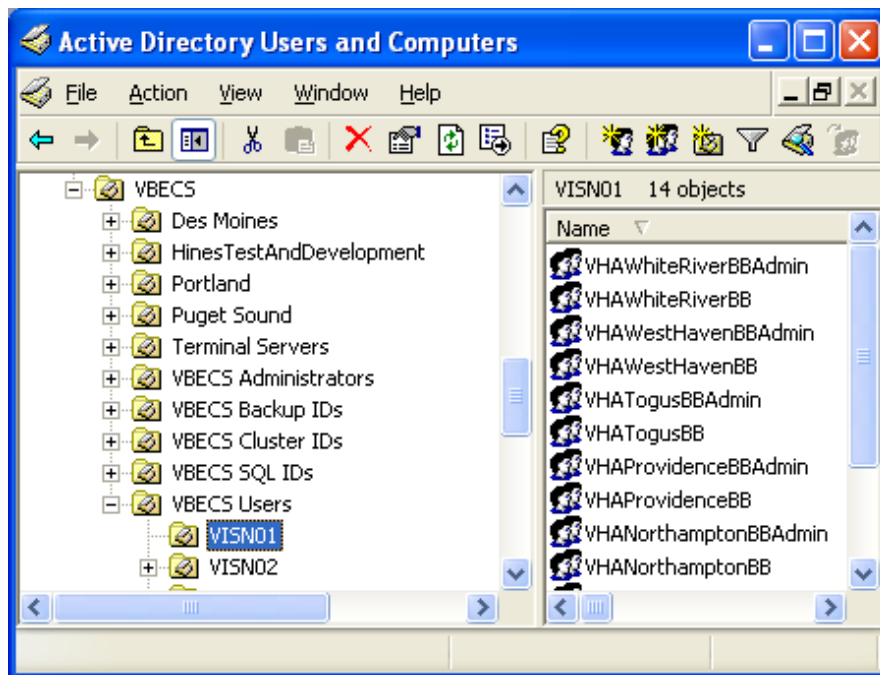 Active Directory Users and Computers
File Action View Window Help
VBECS
Des Moines
HinesTestAndDevelopment
Portland
Puget Sound
Terminal Servers
VBECS Administrators
VBECS Backup IDs
VBECS Cluster IDs
VBECS SQL IDs
VBECS Users
VISN01
VISN02
VISN01 14 objects
Name
VHAWhiteRiverBBAdmin
VHAWhiteRiverBB
VHAWestHavenBBAdmin
VHAWestHavenBB
VHATogusBBAdmin
VHATogusBB
VHAProvidenceBBAdmin
VHAProvidenceBB
VHANorthamptonBBAdmin
VHANorthamptonBB